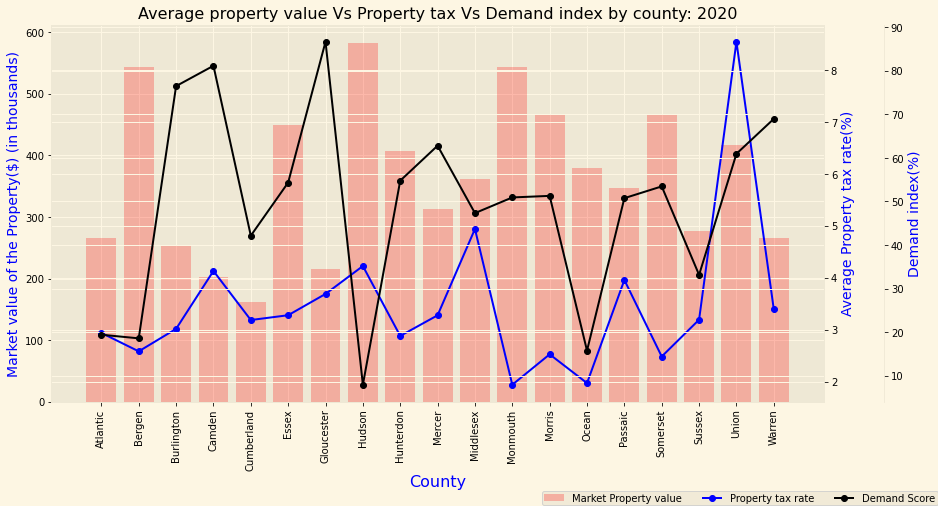 Average property value Vs Property tax Vs Demand index by county: 2020
Market value of the Property($) (in thousands)
600
500
400
300
200
100
0
8
7
6
5
4
3
2
Average Property tax rate(%)
90
80
70
60
50
40
30
20
10
Demand index(%)
Atlantic
Bergen
Burlington
Camden
Cumberland
Essex
Gloucester
Hudson
Hunterdon
Mercer
Middlesex
Monmouth
Morris
Ocean
Passaic
Somerset
Sussex
Union
Warren
County
Market Property value Property tax rate Demand Score